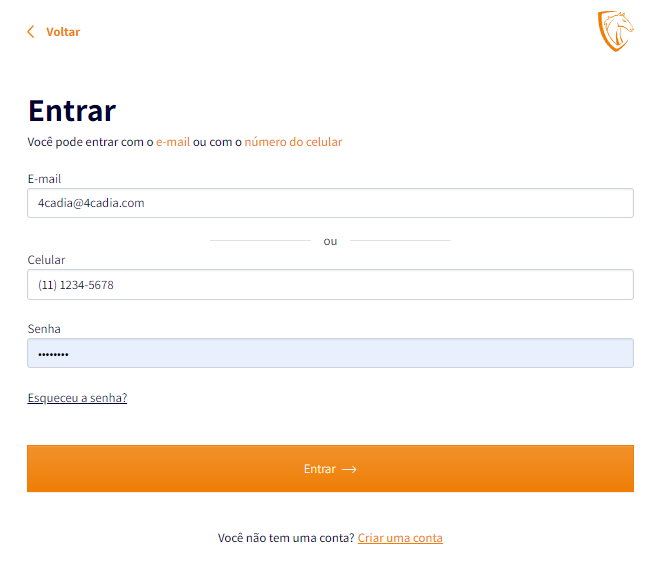 Voltar
Entrar
Você pode entrar com o e-mail ou com o número do celular
E-mail
4cadia@4cadia.com
ou
Celular
(11) 1234-5678
Senha
••••••••
Esqueceu a senha?
Entrar →
Você não tem uma conta? Criar uma conta